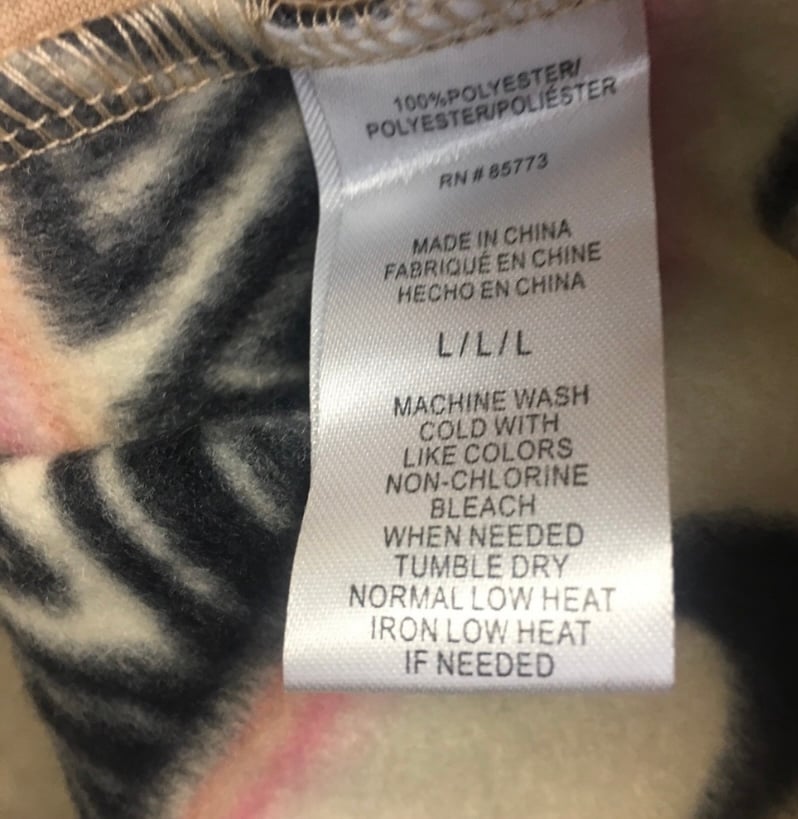 100%POLYESTER/
POLYESTER/POLIÉSTER
RN # 85773
MADE IN CHINA
FABRIQUÉ EN CHINE
HECHO EN CHINA
L/L/L
MACHINE WASH
COLD WITH
LIKE COLORS
NON-CHLORINE
BLEACH
WHEN NEEDED
TUMBLE DRY
NORMAL LOW HEAT
IRON LOW HEAT
IF NEEDED